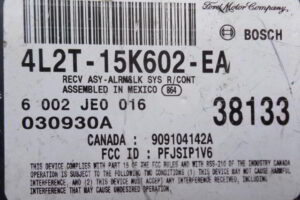 Ford Motor Company,
BOSCH
4L2T-15K602-EA
RECV ASY-ALRM&LK SYS R/CONT
ASSEMBLED IN MEXICO 864
6 002 JE0 016
38133
030930A
CANADA : 909104142A
FCC ID : PFJSIP1V6
THIS DEVICE COMPLIES WITH PART 15 OF THE FCC RULES AND WITH RSS-210 OF THE INDUSTRY CANADA
OPERATION IS SUBJECT TO THE FOLLOWING TWO CONDITIONS (1) THIS DEVICE MAY NOT CAUSE HARMFUL
INTERFERENCE, AND (2) THIS DEVICE MUST ACCEPT ANY INTERFERENCE RECEIVED, INCLUDING
INTERFERENCE THAT MAY CAUSE UNDESIRED OPERATION.